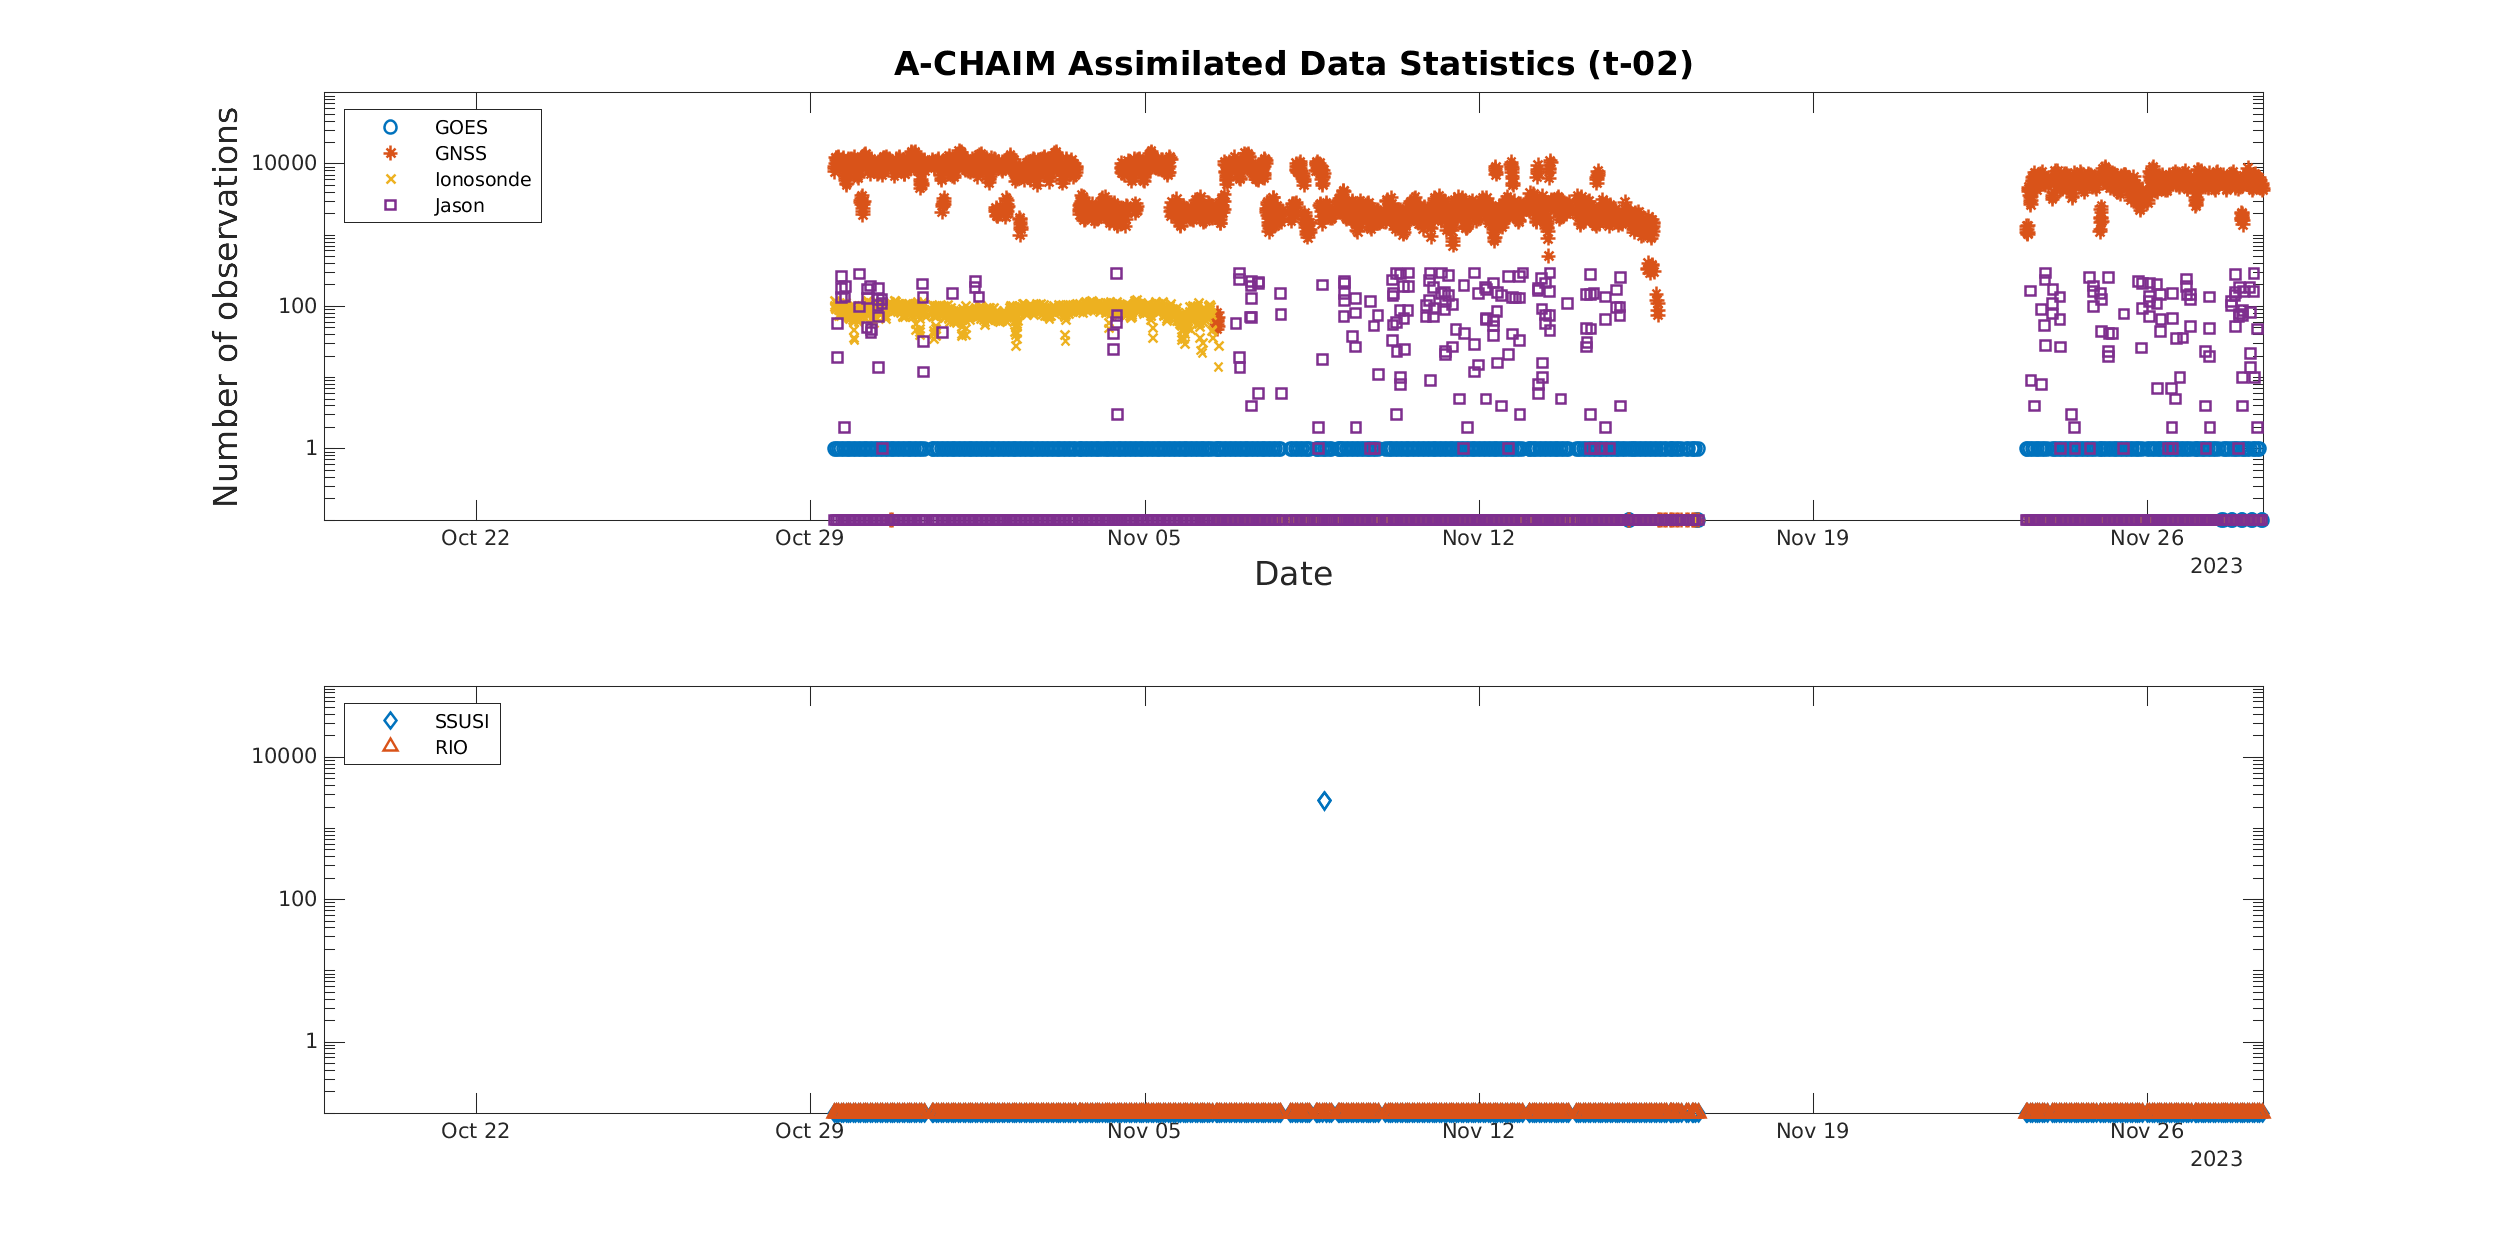 A-CHAIM Assimilated Data Statistics (t-02)
GOES
GNSS
Ionosonde
Jason
10000
100
1
Number of observations
Oct 22 Oct 29 Nov 05 Nov 12 Nov 19 Nov 26
2023
Date
SSUSI
RIO
10000
100
1
Oct 22 Oct 29 Nov 05 Nov 12 Nov 19 Nov 26
2023